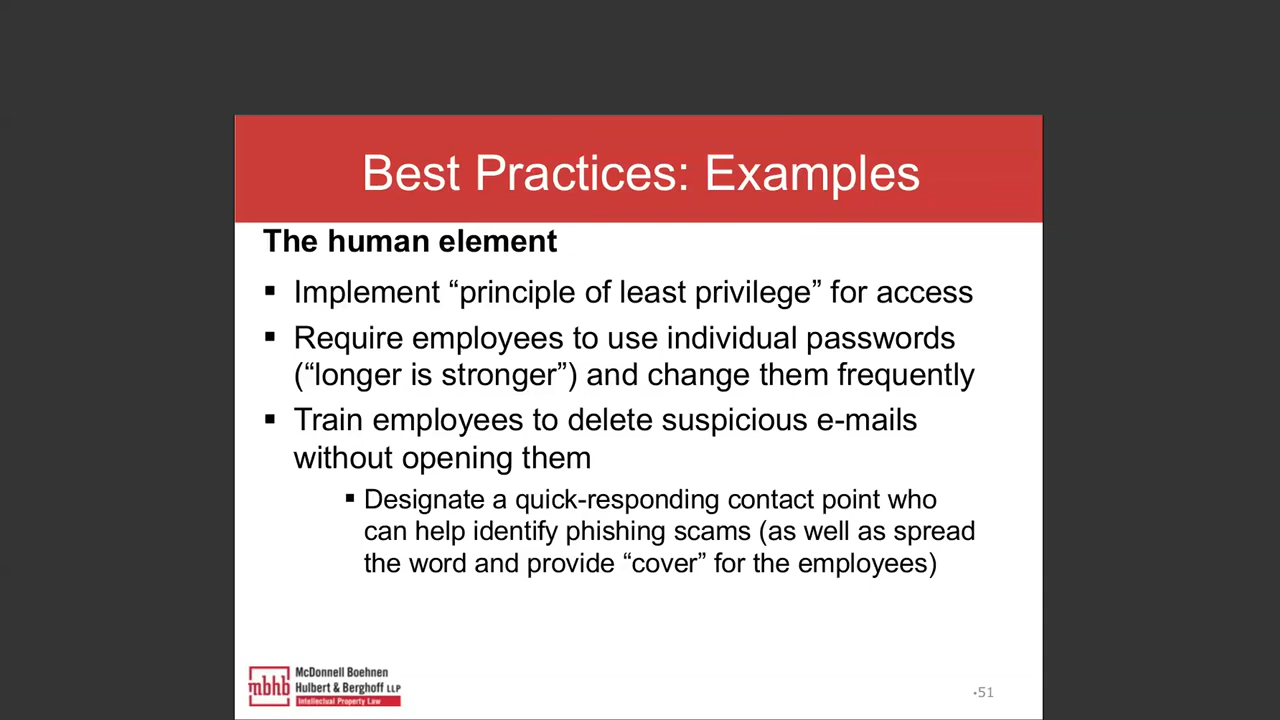 Best Practices: Examples
The human element
▪ Implement “principle of least privilege” for access
▪ Require employees to use individual passwords
(“longer is stronger”) and change them frequently
▪ Train employees to delete suspicious e-mails
without opening them
▪ Designate a quick-responding contact point who
can help identify phishing scams (as well as spread
the word and provide “cover” for the employees)
mbhb
McDonnell Boehnen
Hulbert & Berghoff LLP
Intellectual Property Law
•51